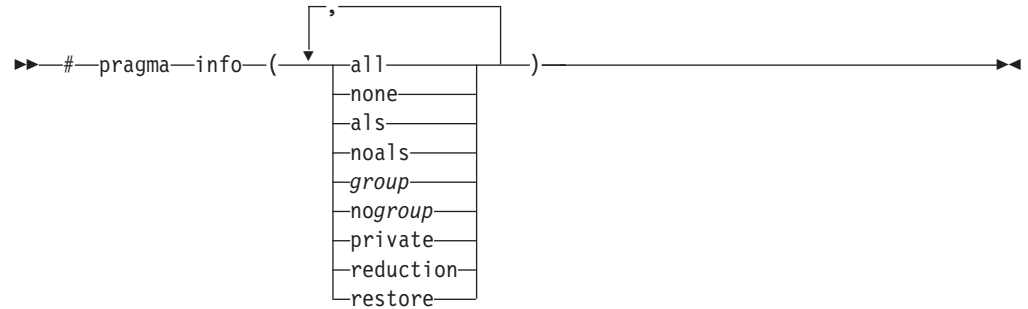 ,
# pragma info ( all )
none
als
noals
group
nogroup
private
reduction
restore